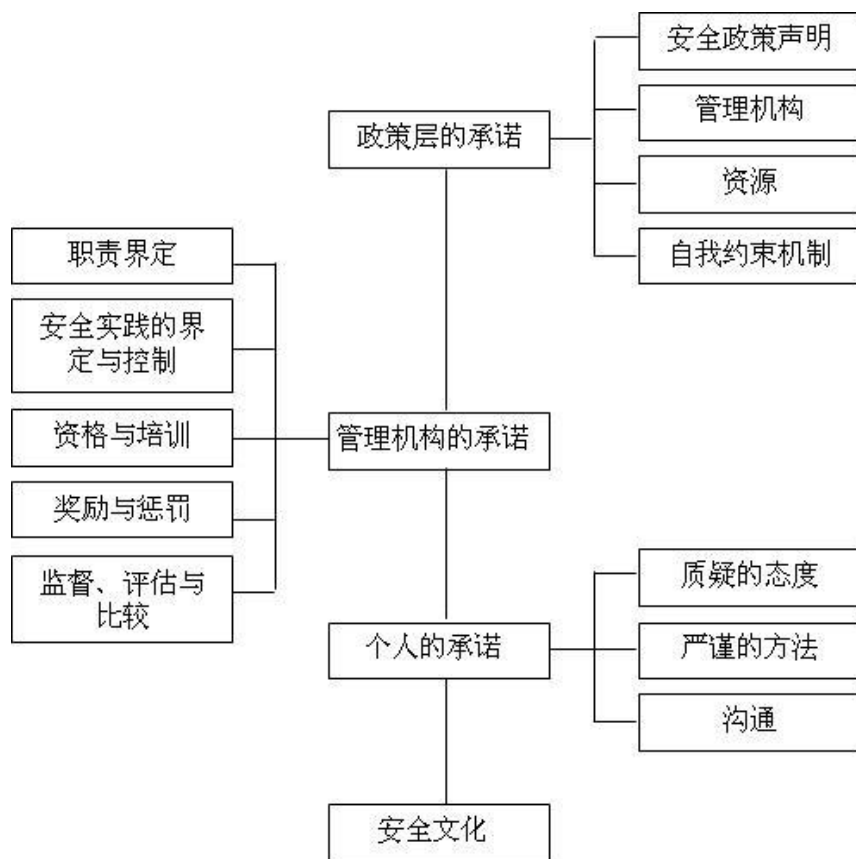 安全政策声明
管理机构
政策层的承诺
资源
自我约束机制
职责界定
安全实践的界
定与控制
资格与培训
管理机构的承诺
奖励与惩罚
监督、评估与
比较
质疑的态度
个人的承诺
严谨的方法
沟通
安全文化